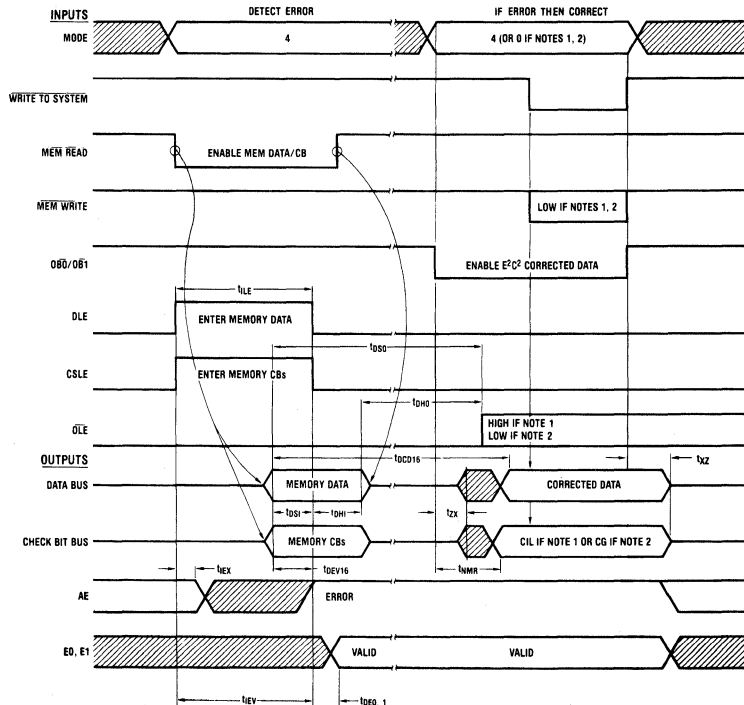 DETECT ERROR
IF ERROR THEN CORRECT
INPUTS
MODE
4
4 (OR 0 IF NOTES 1, 2)
WRITE TO SYSTEM
MEM READ
ENABLE MEM DATA/CB
MEM WRITE
LOW IF NOTES 1, 2
OB0/OB1
ENABLE E²C² CORRECTED DATA
tILE
DLE
ENTER MEMORY DATA
tDSO
CSLE
ENTER MEMORY CBs
tDHO
OLE
HIGH IF NOTE 1
LOW IF NOTE 2
OUTPUTS
tDCD16
tXZ
DATA BUS
MEMORY DATA
CORRECTED DATA
tDSI
tDHI
tZX
CHECK BIT BUS
MEMORY CBs
CIL IF NOTE 1 OR CG IF NOTE 2
tIEX
tDEV16
tNMR
AE
ERROR
E0, E1
VALID
VALID
tIEV
tDE0, 1